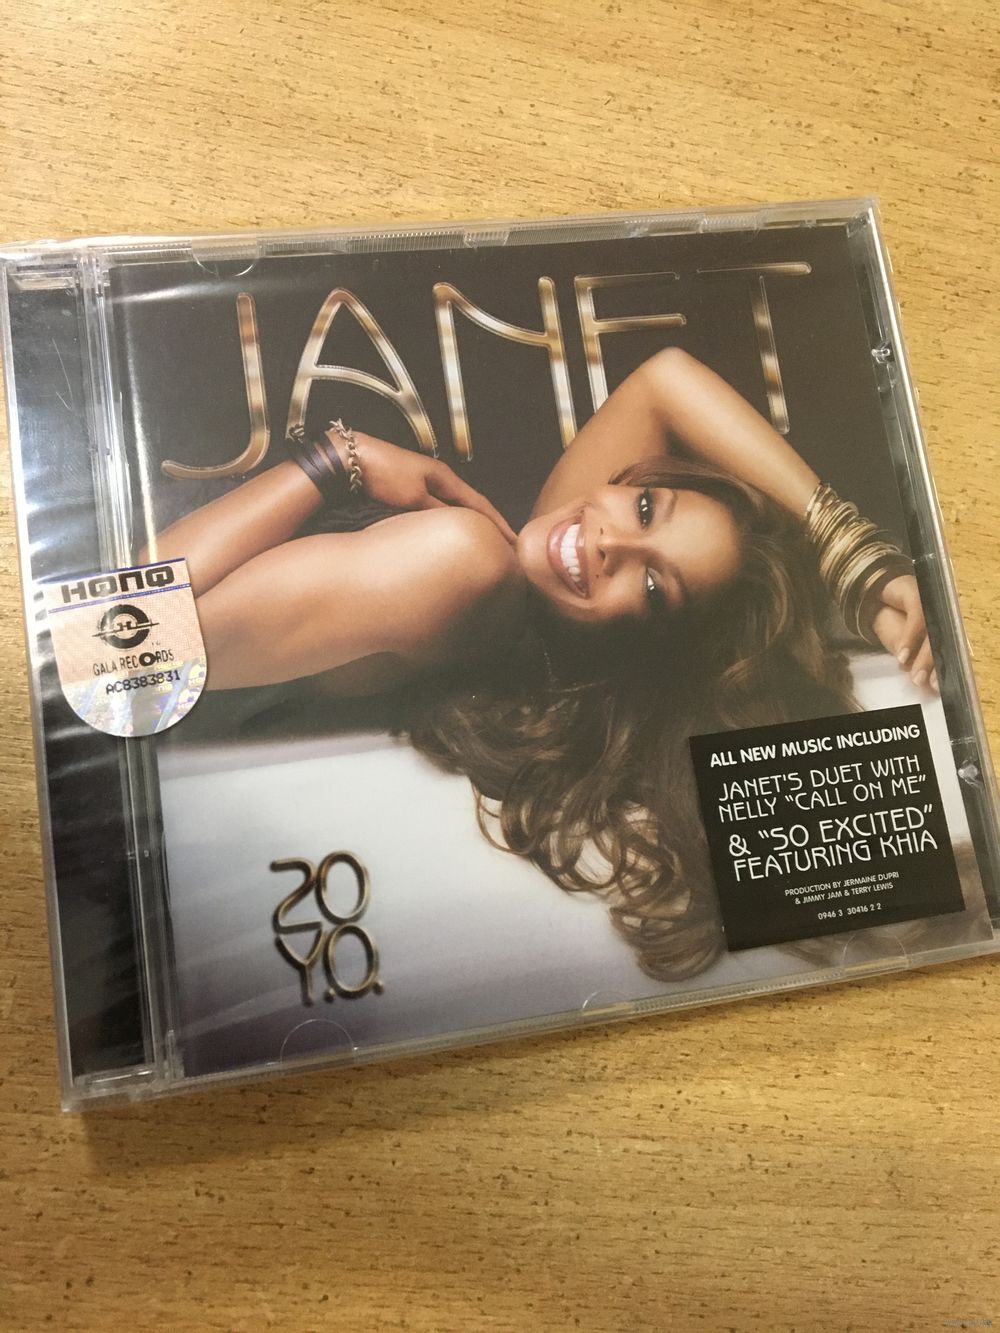 JANET
HQNQ
GALA RECORDS
AC8383831
20
Y.O.
ALL NEW MUSIC INCLUDING
JANET'S DUET WITH
NELLY "CALL ON ME"
& "SO EXCITED"
FEATURING KHIA
PRODUCTION BY JERMAINE DUPRI
& JIMMY JAM & TERRY LEWIS
0946 3 30416 2 2